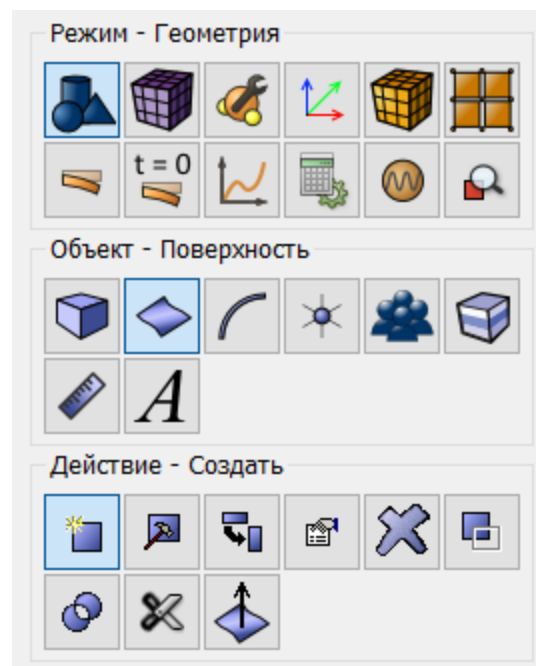 Режим - Геометрия
t = 0
Объект - Поверхность
A
Действие - Создать